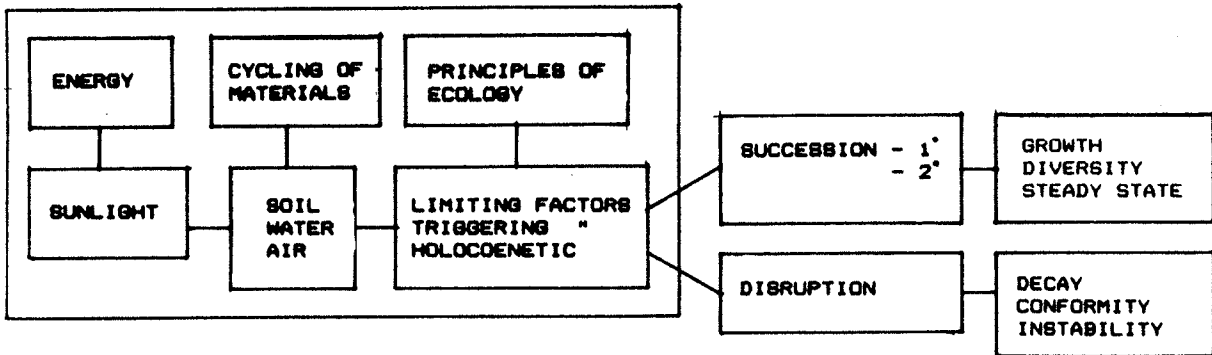 ENERGY
CYCLING OF
MATERIALS
PRINCIPLES OF
ECOLOGY
SUNLIGHT
SOIL
WATER
AIR
LIMITING FACTORS
TRIGGERING "
HOLOCOENETIC
SUCCESSION - 1°
- 2°
GROWTH
DIVERSITY
STEADY STATE
DISRUPTION
DECAY
CONFORMITY
INSTABILITY